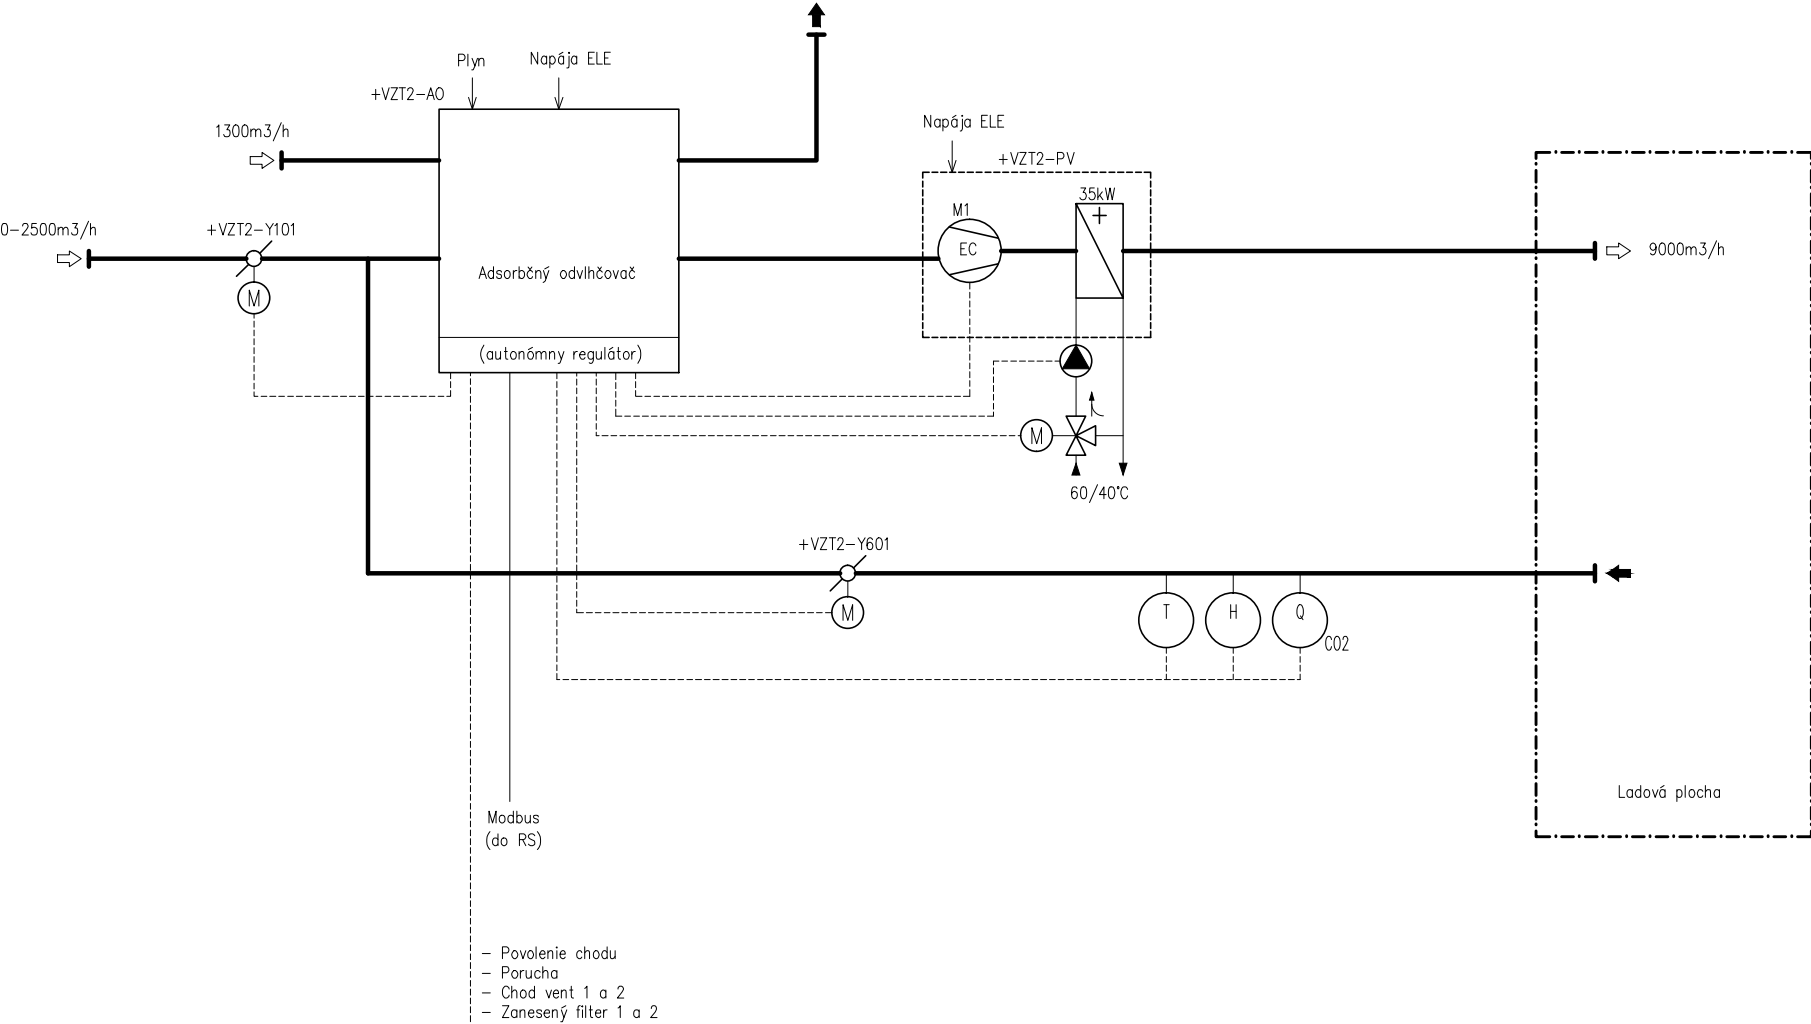 Plyn
Napája ELE
+VZT2-AO
1300m3/h
Napája ELE
+VZT2-PV
35kW
M1
0-2500m3/h
+VZT2-Y101
EC
9000m3/h
Adsorbčný odvlhčovač
M
(autonómny regulátor)
M
60/40°C
+VZT2-Y601
M
T
H
Q
CO2
Ladová plocha
Modbus
(do RS)
- Povolenie chodu
- Porucha
- Chod vent 1 a 2
- Zanesený filter 1 a 2